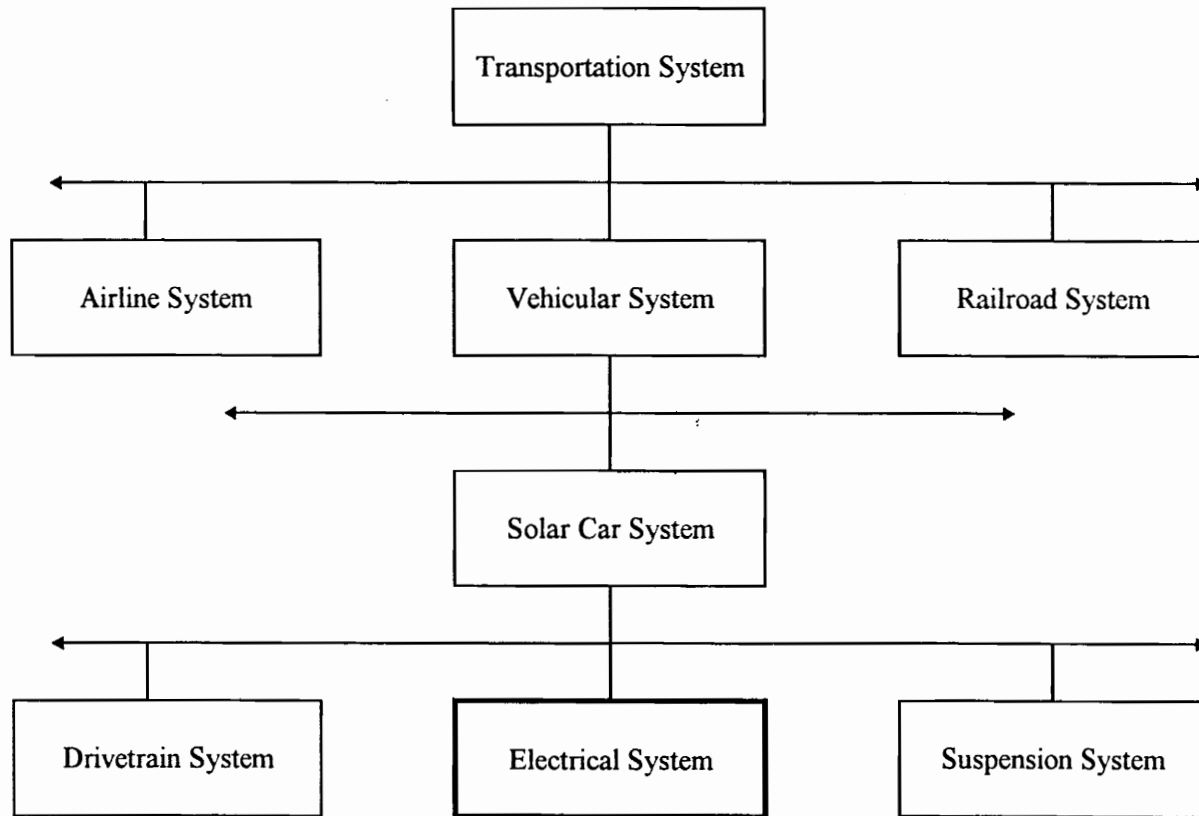 Transportation System
Airline System
Vehicular System
Railroad System
Solar Car System
Drivetrain System
Electrical System
Suspension System